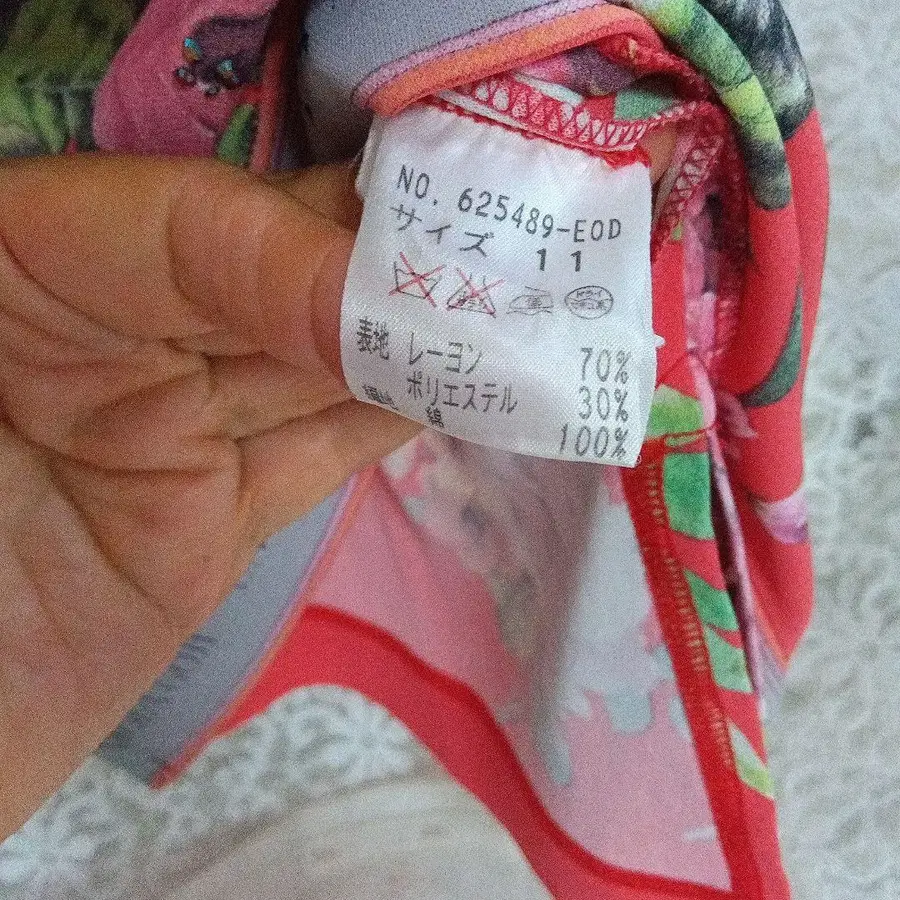 NO. 625489-E0D
サイズ 11
表地 レーヨン 70%
ポリエステル 30%
綿 100%